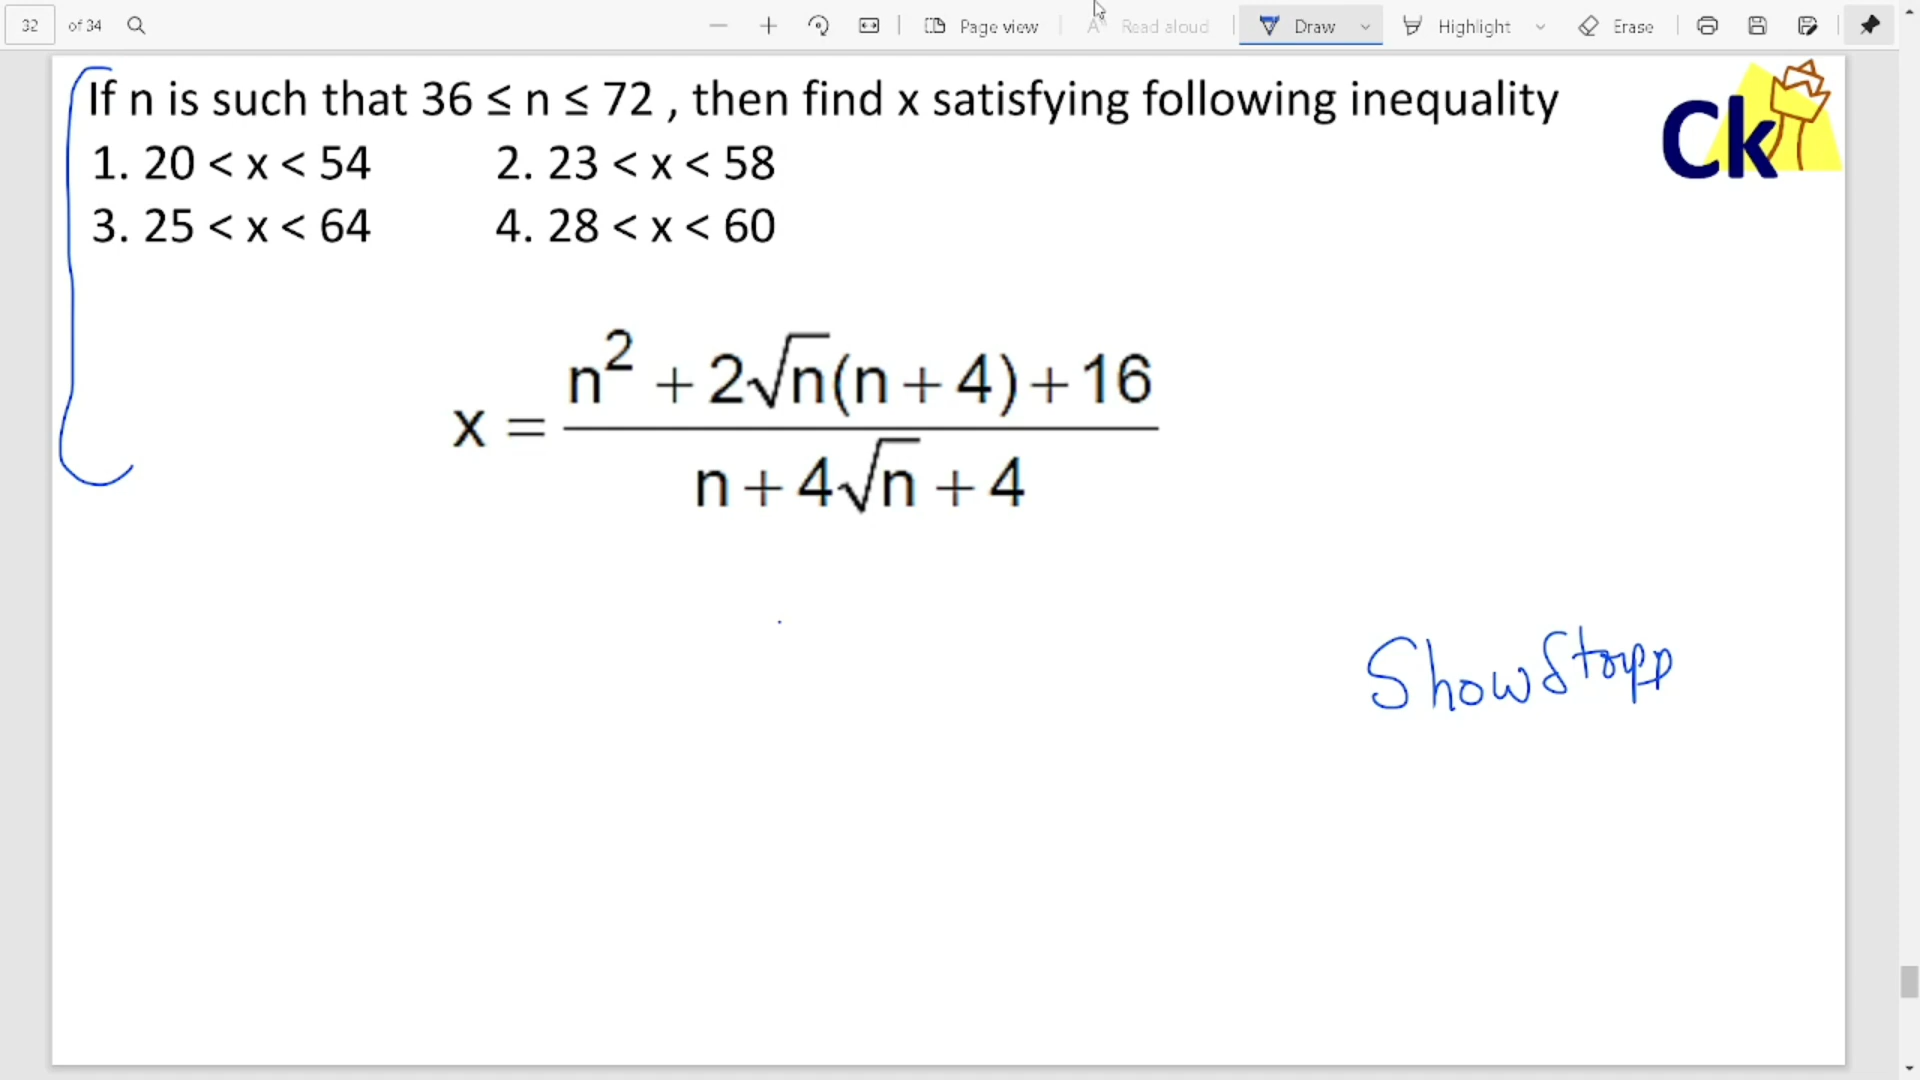 32 of 34 Page view Read aloud Draw Highlight Erase
If n is such that 36 ≤ n ≤ 72 , then find x satisfying following inequality
Ck
1. 20 < x < 54 2. 23 < x < 58
3. 25 < x < 64 4. 28 < x < 60
x = (n² + 2√n(n + 4) + 16) / (n + 4√n + 4)
ShowStopp